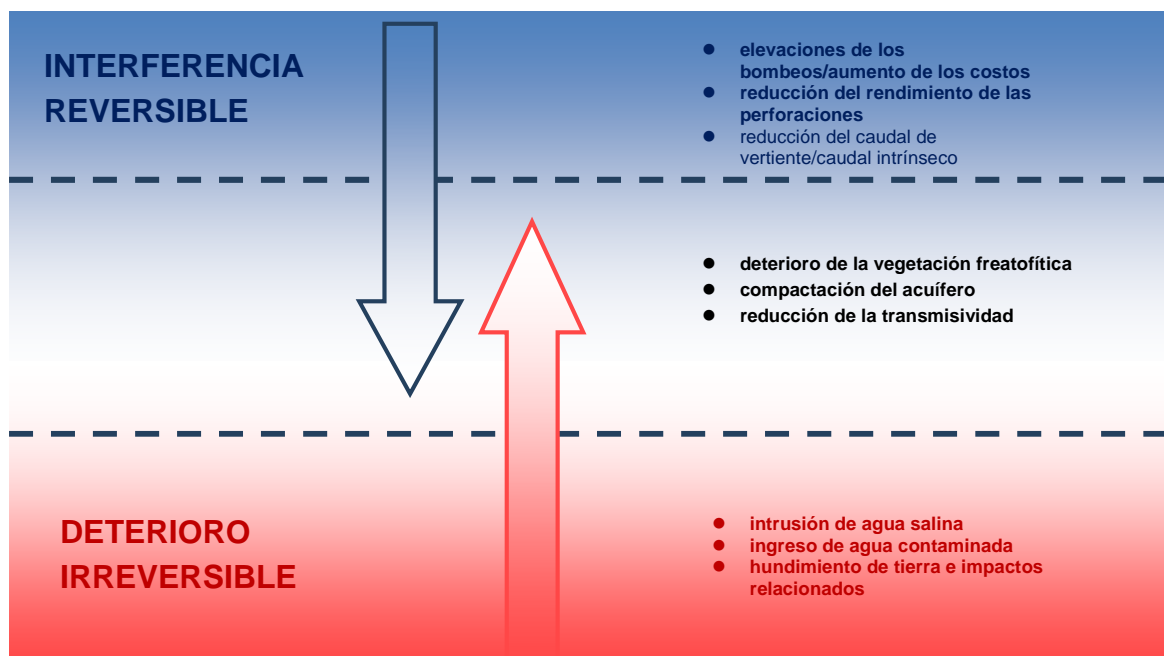 INTERFERENCIA
REVERSIBLE
● elevaciones de los
bombeos/aumento de los costos
● reducción del rendimiento de las
perforaciones
● reducción del caudal de
vertiente/caudal intrínseco
● deterioro de la vegetación freatofítica
● compactación del acuífero
● reducción de la transmisividad
DETERIORO
IRREVERSIBLE
● intrusión de agua salina
● ingreso de agua contaminada
● hundimiento de tierra e impactos
relacionados